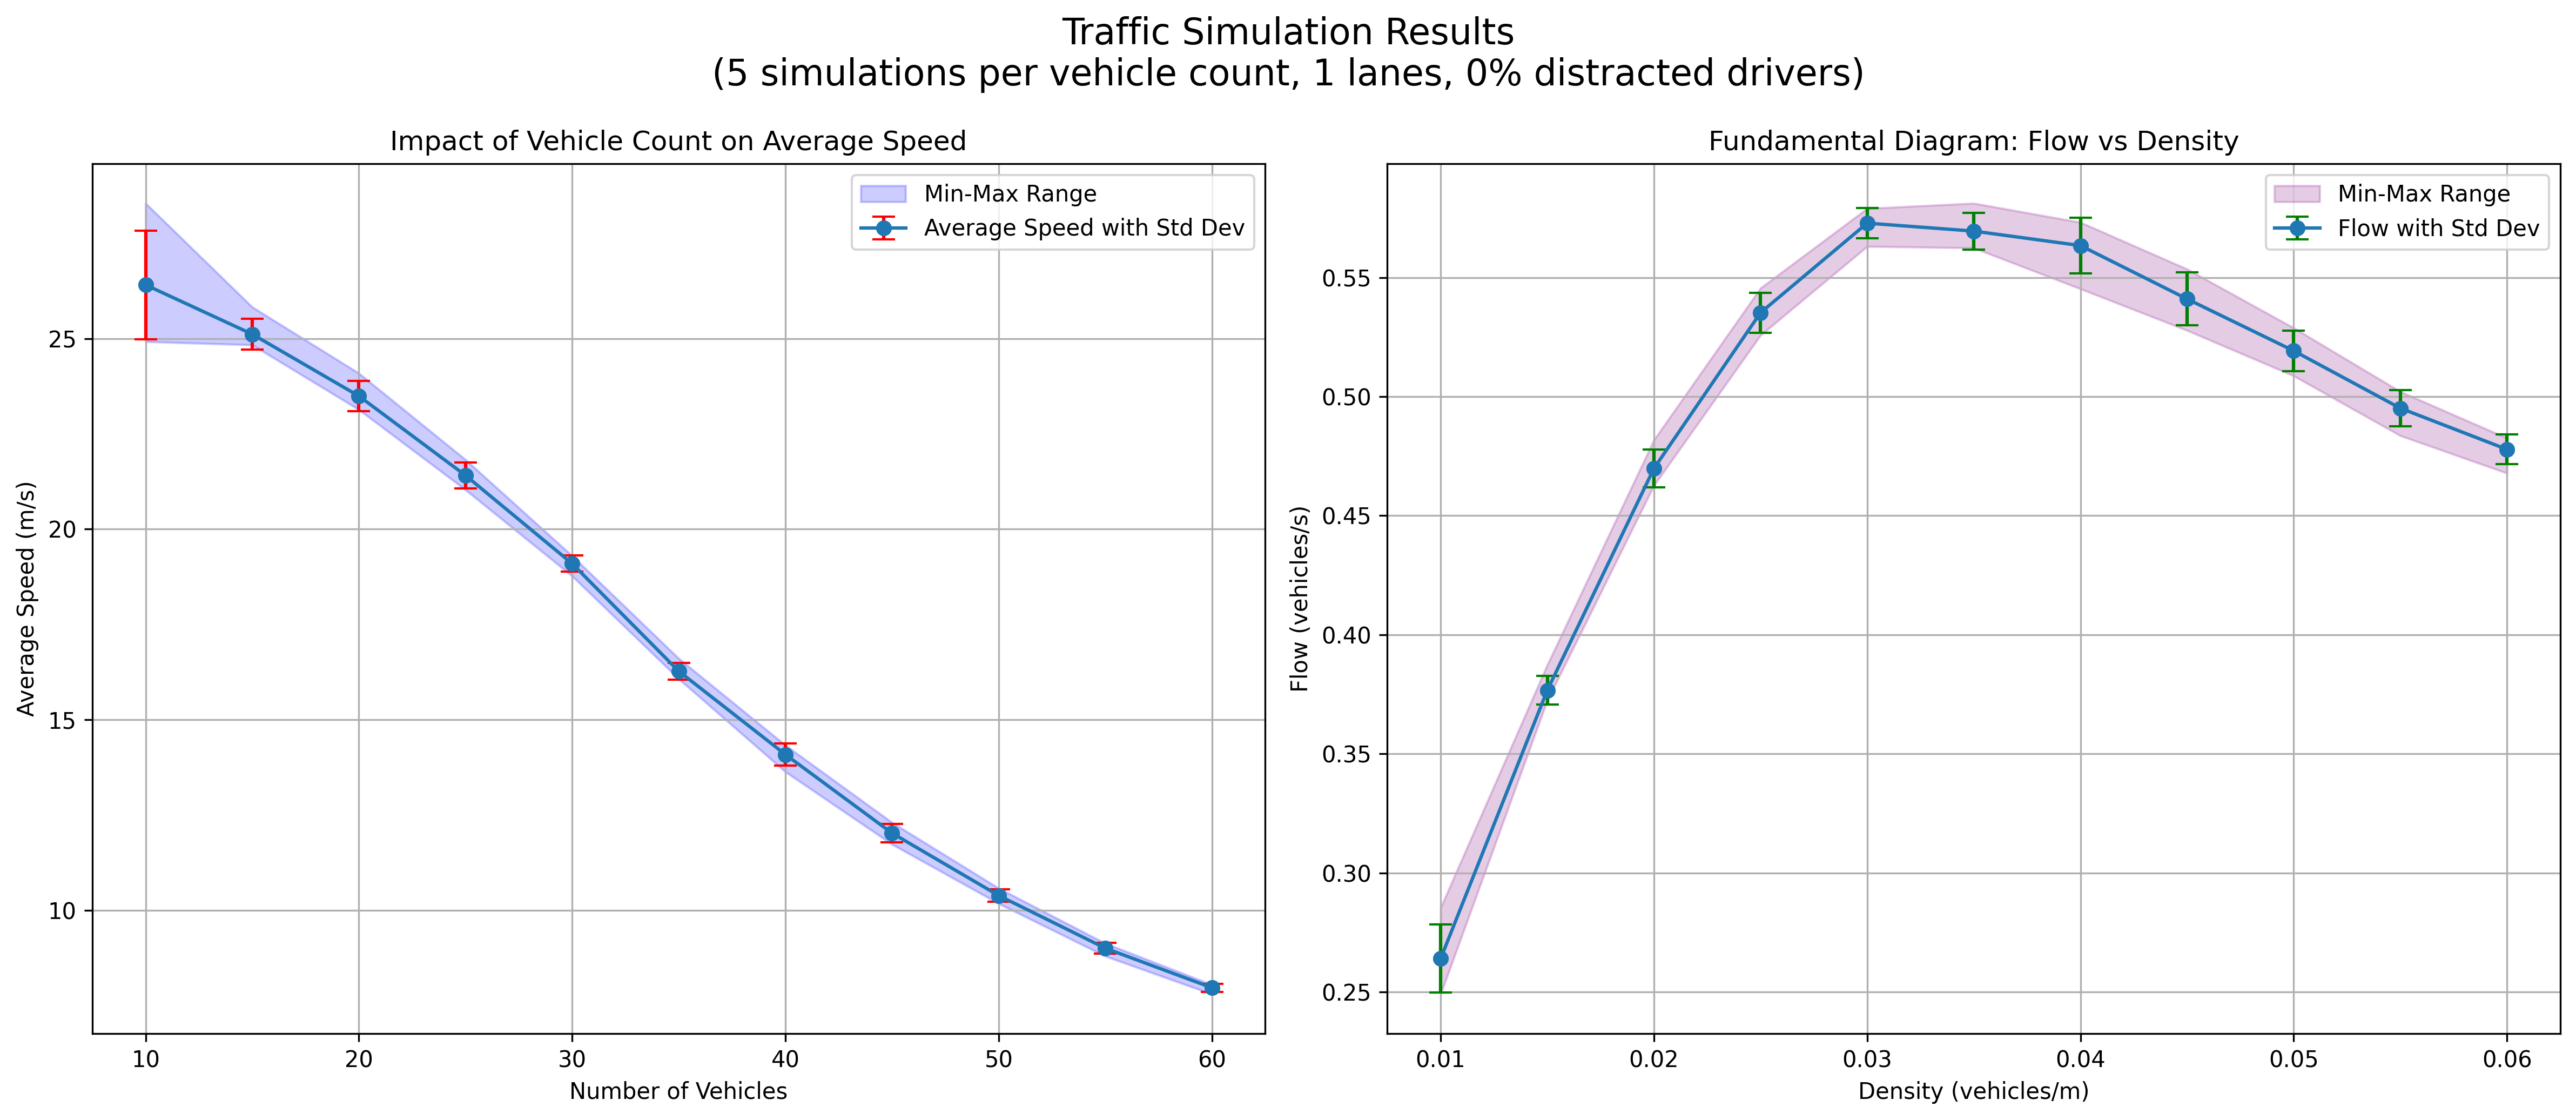 Traffic Simulation Results
(5 simulations per vehicle count, 1 lanes, 0% distracted drivers)
Impact of Vehicle Count on Average Speed
Min-Max Range
Average Speed with Std Dev
25
20
15
10
Average Speed (m/s)
10 20 30 40 50 60
Number of Vehicles
Fundamental Diagram: Flow vs Density
Min-Max Range
Flow with Std Dev
0.55
0.50
0.45
0.40
0.35
0.30
0.25
Flow (vehicles/s)
0.01 0.02 0.03 0.04 0.05 0.06
Density (vehicles/m)